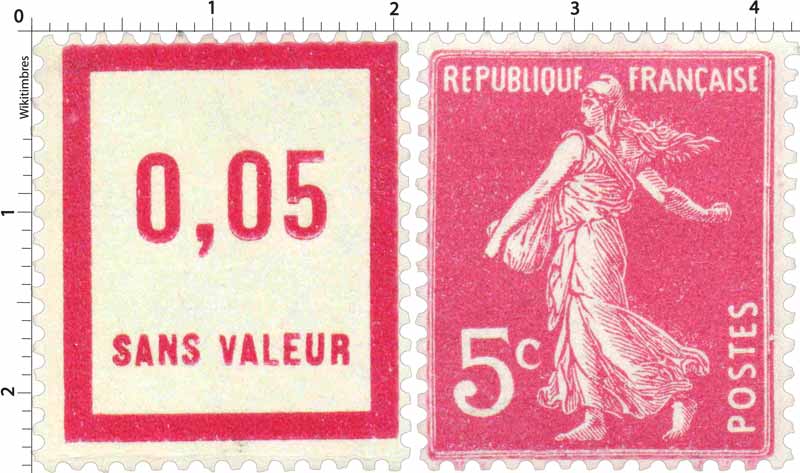 0 1 2 3 4
Wikitimbres
1
2
0,05
SANS VALEUR
REPUBLIQUE FRANÇAISE
5c
POSTES